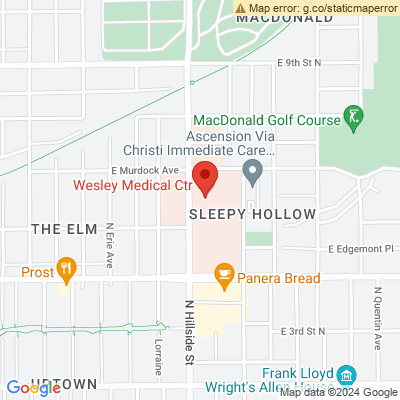 MACDONALD
Map error: g.co/staticmaperror
E 9th St N
MacDonald Golf Course
Ascension Via
Christi Immediate Care...
E Murdock Ave
Wesley Medical Ctr
SLEEPY HOLLOW
THE ELM
N Erie Ave
E Edgemont Pl
Prost
Panera Bread
N Hillside St
N Quentin Ave
E 3rd St N
Lorraine
Frank Lloyd
Wright's Allen House
UPTOWN
Google
Map data ©2024 Google